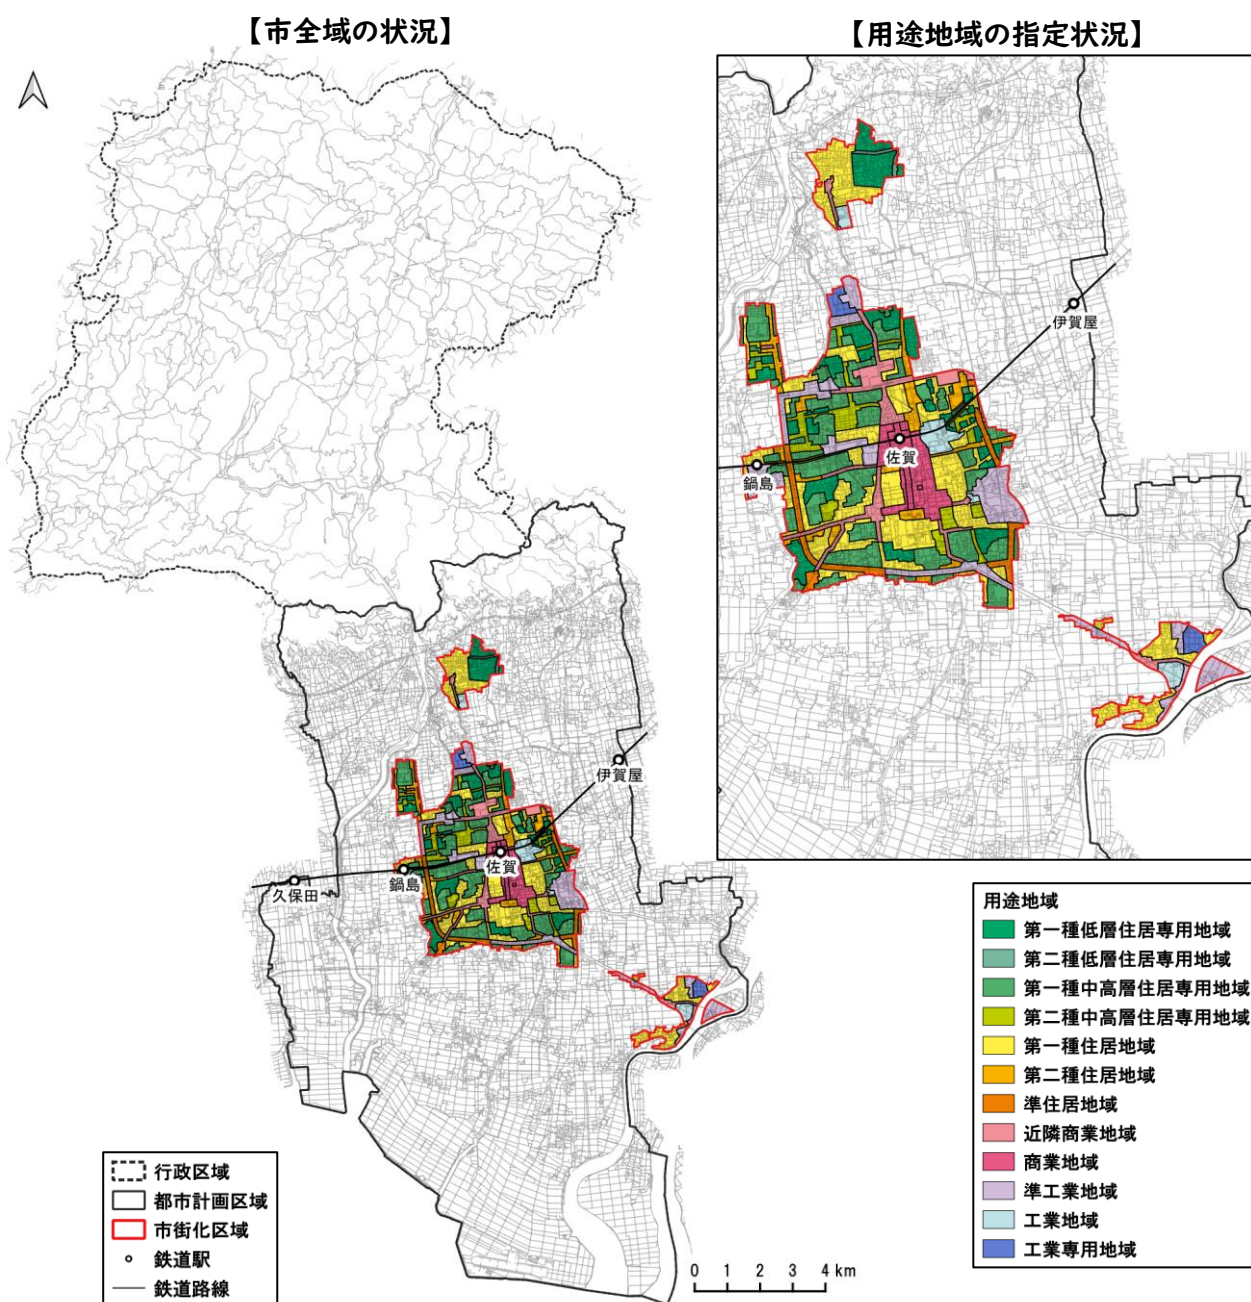 【市全域の状況】
【用途地域の指定状況】
伊賀屋
佐賀
鍋島
伊賀屋
佐賀
鍋島
久保田
用途地域
第一種低層住居専用地域
第二種低層住居専用地域
第一種中高層住居専用地域
第二種中高層住居専用地域
第一種住居地域
第二種住居地域
準住居地域
近隣商業地域
商業地域
準工業地域
工業地域
工業専用地域
行政区域
都市計画区域
市街化区域
鉄道駅
鉄道路線
0 1 2 3 4 km